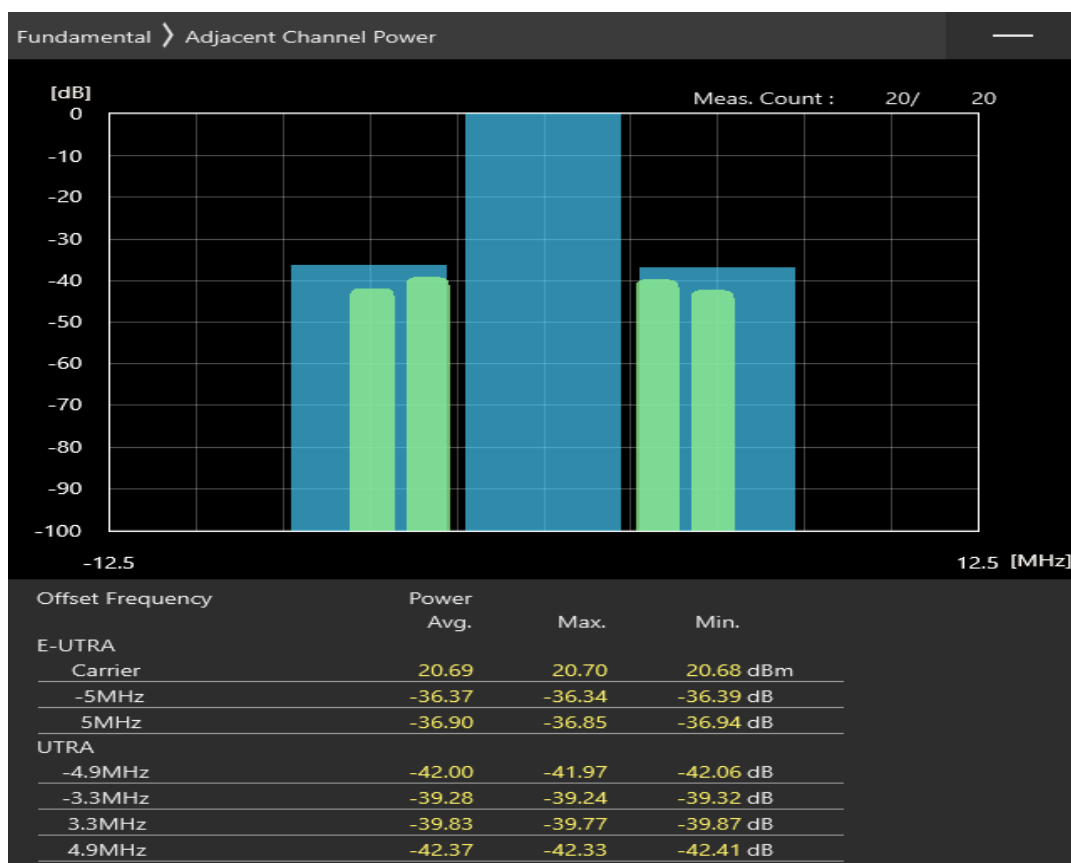 Fundamental 〉 Adjacent Channel Power
[dB]
Meas. Count : 20/ 20
0
-10
-20
-30
-40
-50
-60
-70
-80
-90
-100
-12.5 12.5 [MHz]
Offset Frequency Power
Avg. Max. Min.
E-UTRA
Carrier 20.69 20.70 20.68 dBm
-5MHz -36.37 -36.34 -36.39 dB
5MHz -36.90 -36.85 -36.94 dB
UTRA
-4.9MHz -42.00 -41.97 -42.06 dB
-3.3MHz -39.28 -39.24 -39.32 dB
3.3MHz -39.83 -39.77 -39.87 dB
4.9MHz -42.37 -42.33 -42.41 dB